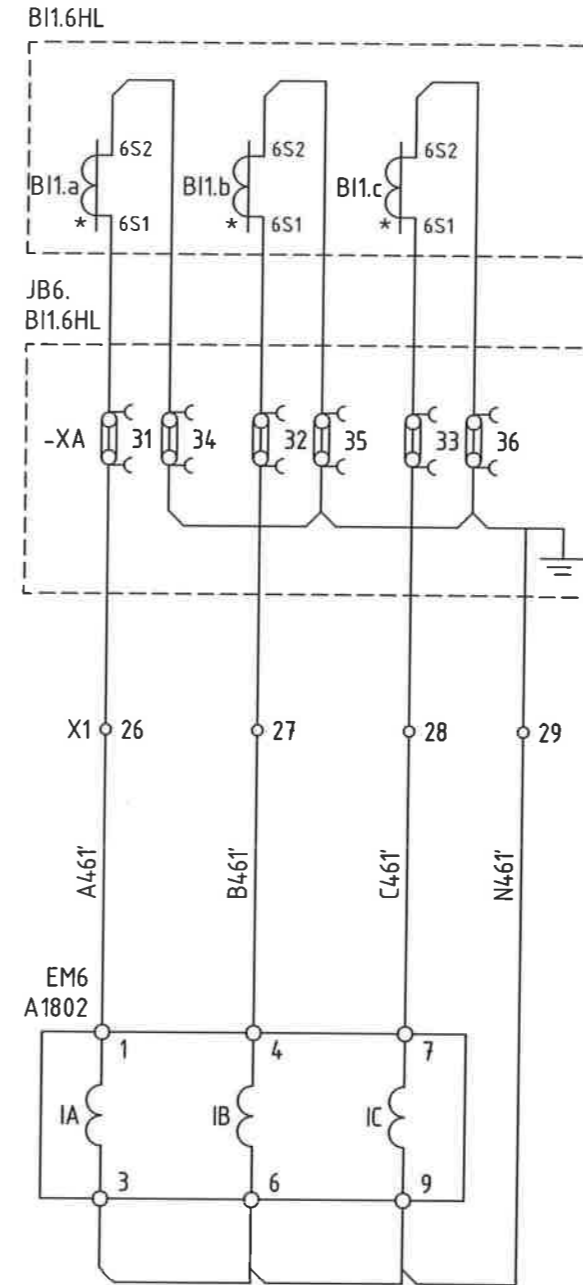 BI1.6HL
6S2 6S2 6S2
BI1.a BI1.b BI1.c
* 6S1 * 6S1 * 6S1
JB6.
BI1.6HL
-XA 31 34 32 35 33 36
X1 26 27 28 29
A461' B461' C461' N461'
EM6
A1802
1 4 7
IA IB IC
3 6 9